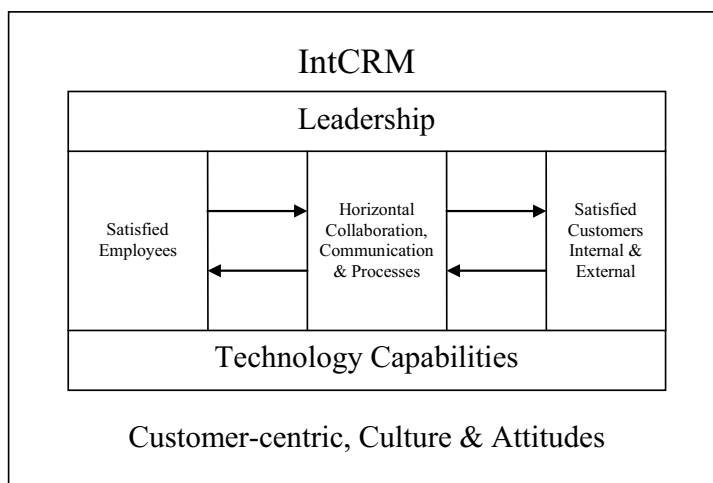 IntCRM
Leadership
Satisfied
Employees
Horizontal
Collaboration,
Communication
& Processes
Satisfied
Customers
Internal &
External
Technology Capabilities
Customer-centric, Culture & Attitudes